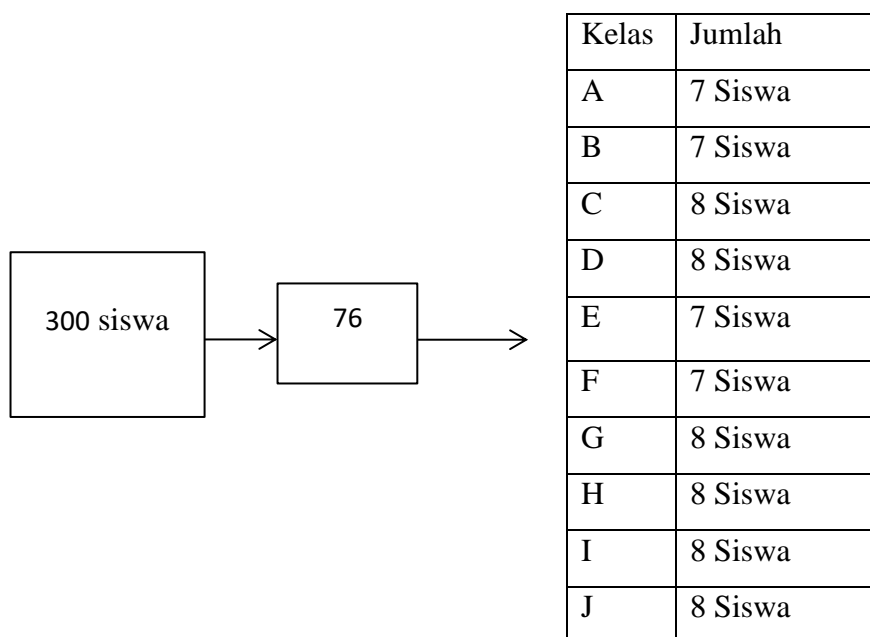 300 siswa
76
Kelas Jumlah
A 7 Siswa
B 7 Siswa
C 8 Siswa
D 8 Siswa
E 7 Siswa
F 7 Siswa
G 8 Siswa
H 8 Siswa
I 8 Siswa
J 8 Siswa